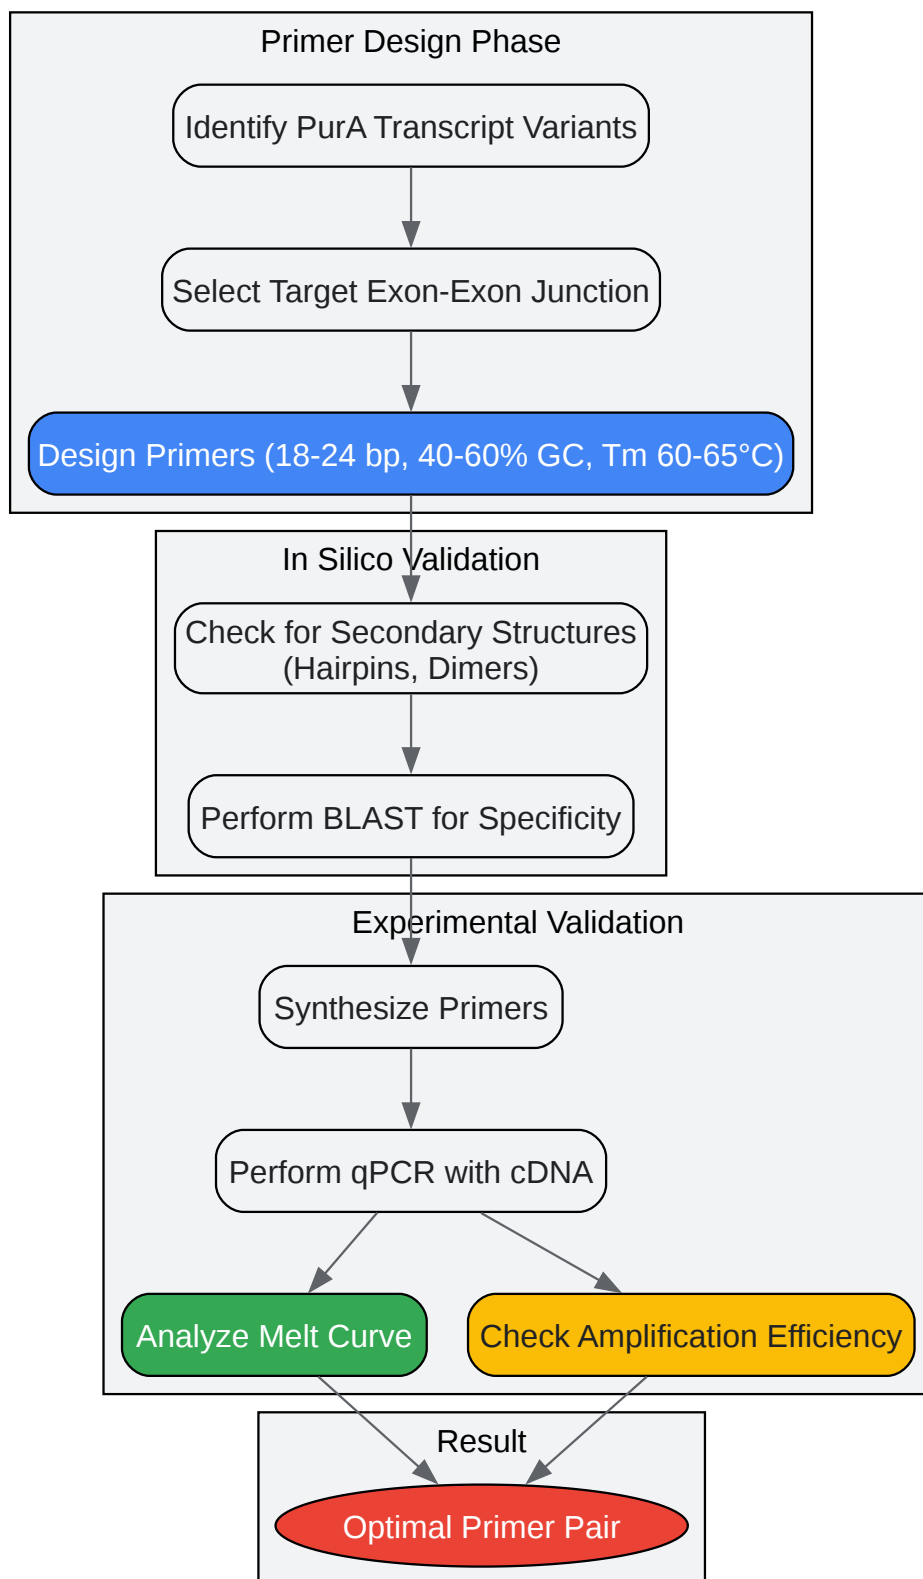 Primer Design Phase
Identify PurA Transcript Variants
Select Target Exon-Exon Junction
Design Primers (18-24 bp, 40-60% GC, Tm 60-65°C)
In Silico Validation
Check for Secondary Structures
(Hairpins, Dimers)
Perform BLAST for Specificity
Experimental Validation
Synthesize Primers
Perform qPCR with cDNA
Analyze Melt Curve
Check Amplification Efficiency
Result
Optimal Primer Pair